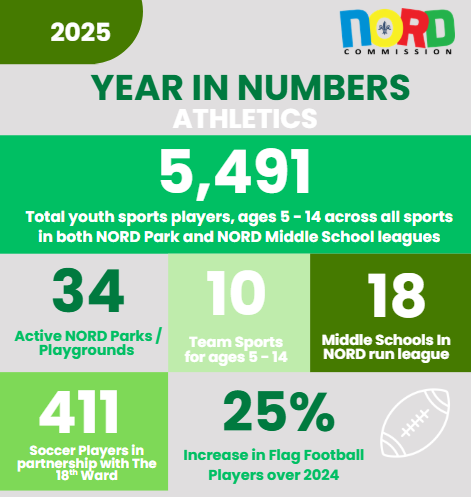 2025
NORD
COMMISSION
YEAR IN NUMBERS
ATHLETICS
5,491
Total youth sports players, ages 5 - 14 across all sports
in both NORD Park and NORD Middle School leagues
34
Active NORD Parks /
Playgrounds
10
Team Sports
for ages 5 - 14
18
Middle Schools In
NORD run league
411
Soccer Players in
partnership with The
18th Ward
25%
Increase in Flag Football
Players over 2024